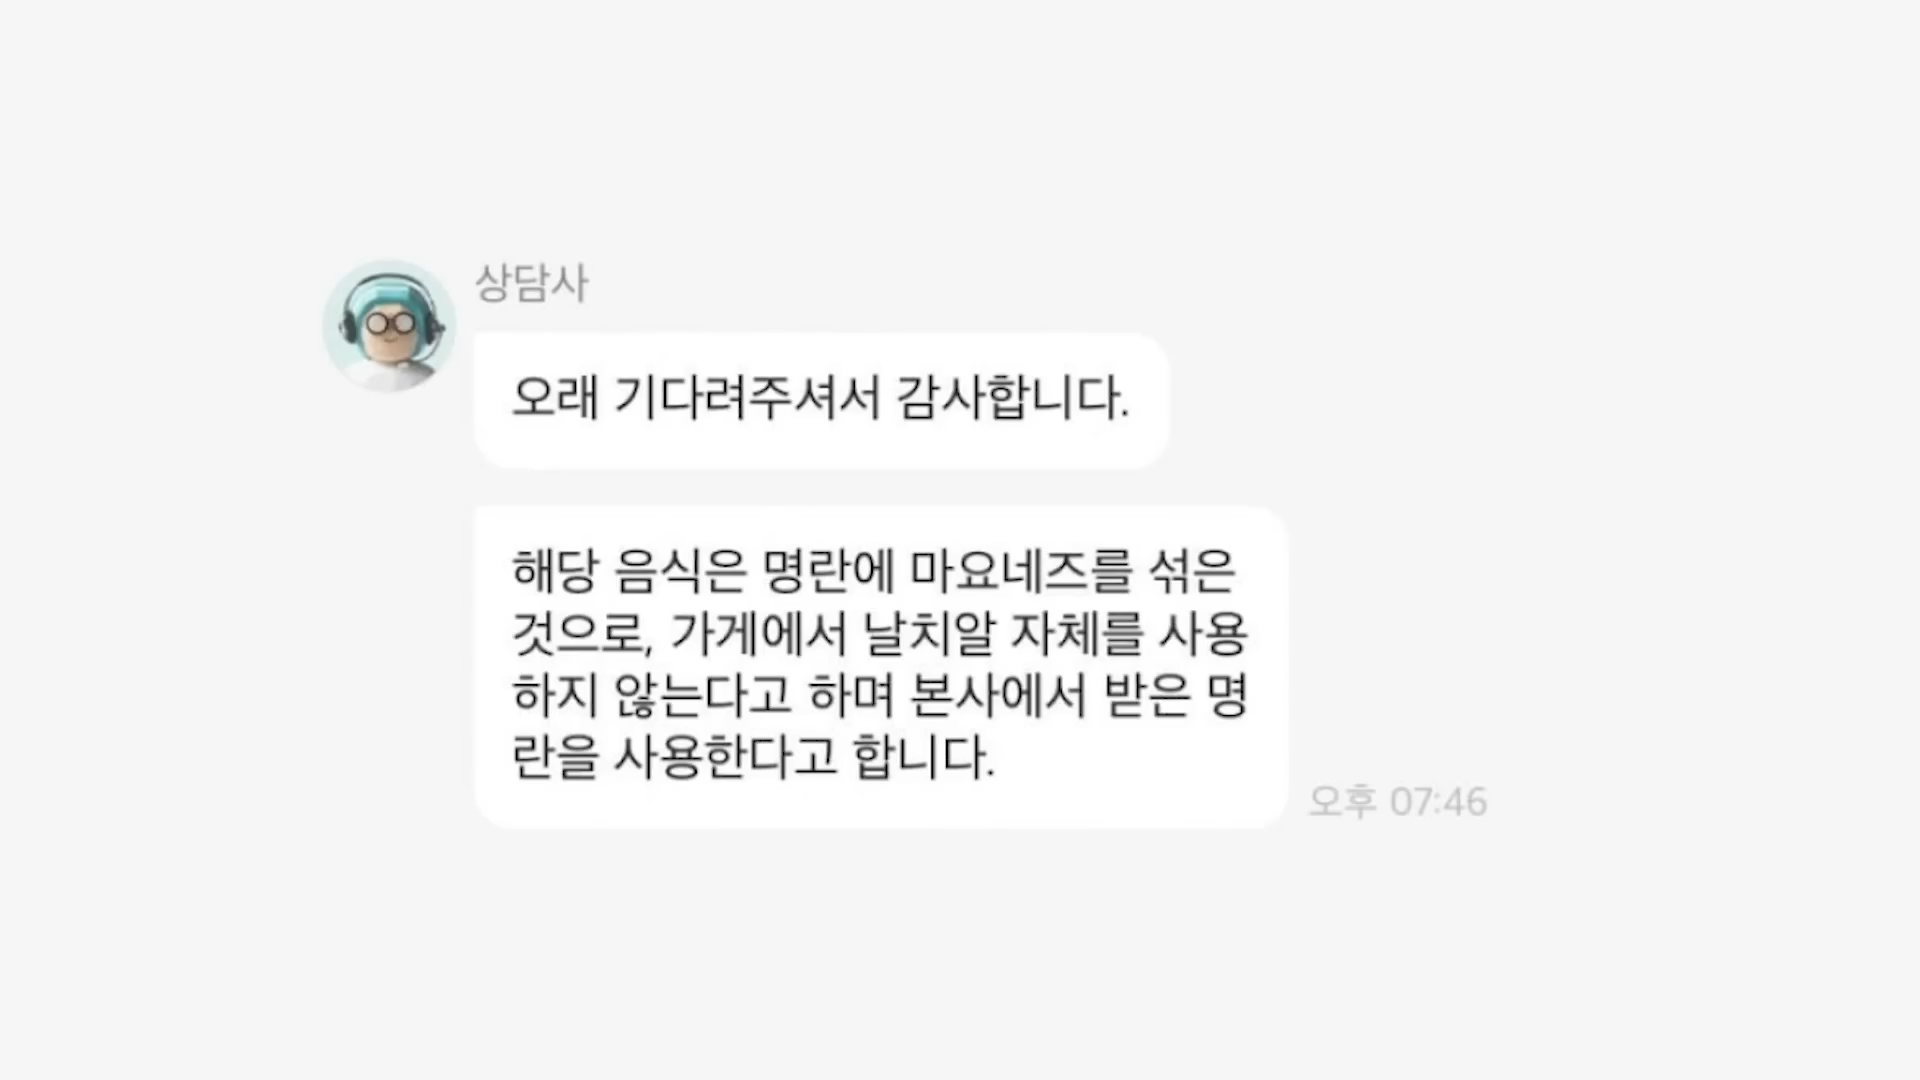 상담사
오래 기다려주셔서 감사합니다.
해당 음식은 명란에 마요네즈를 섞은
것으로, 가게에서 날치알 자체를 사용
하지 않는다고 하며 본사에서 받은 명
란을 사용한다고 합니다.
오후 07:46